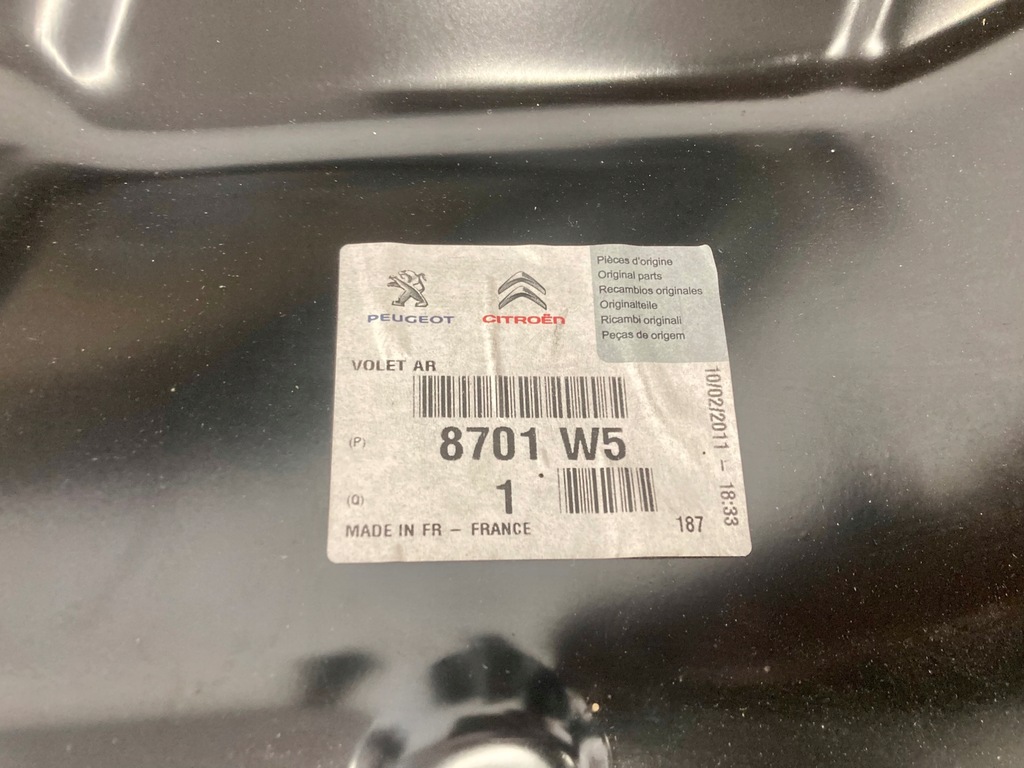 PEUGEOT
CITROËN
Pièces d'origine
Original parts
Recambios originales
Originalteile
Ricambi originali
Peças de origem
VOLET AR
(P) 8701 W5
(Q) 1
MADE IN FR – FRANCE
187
10/02/2011 – 18:33